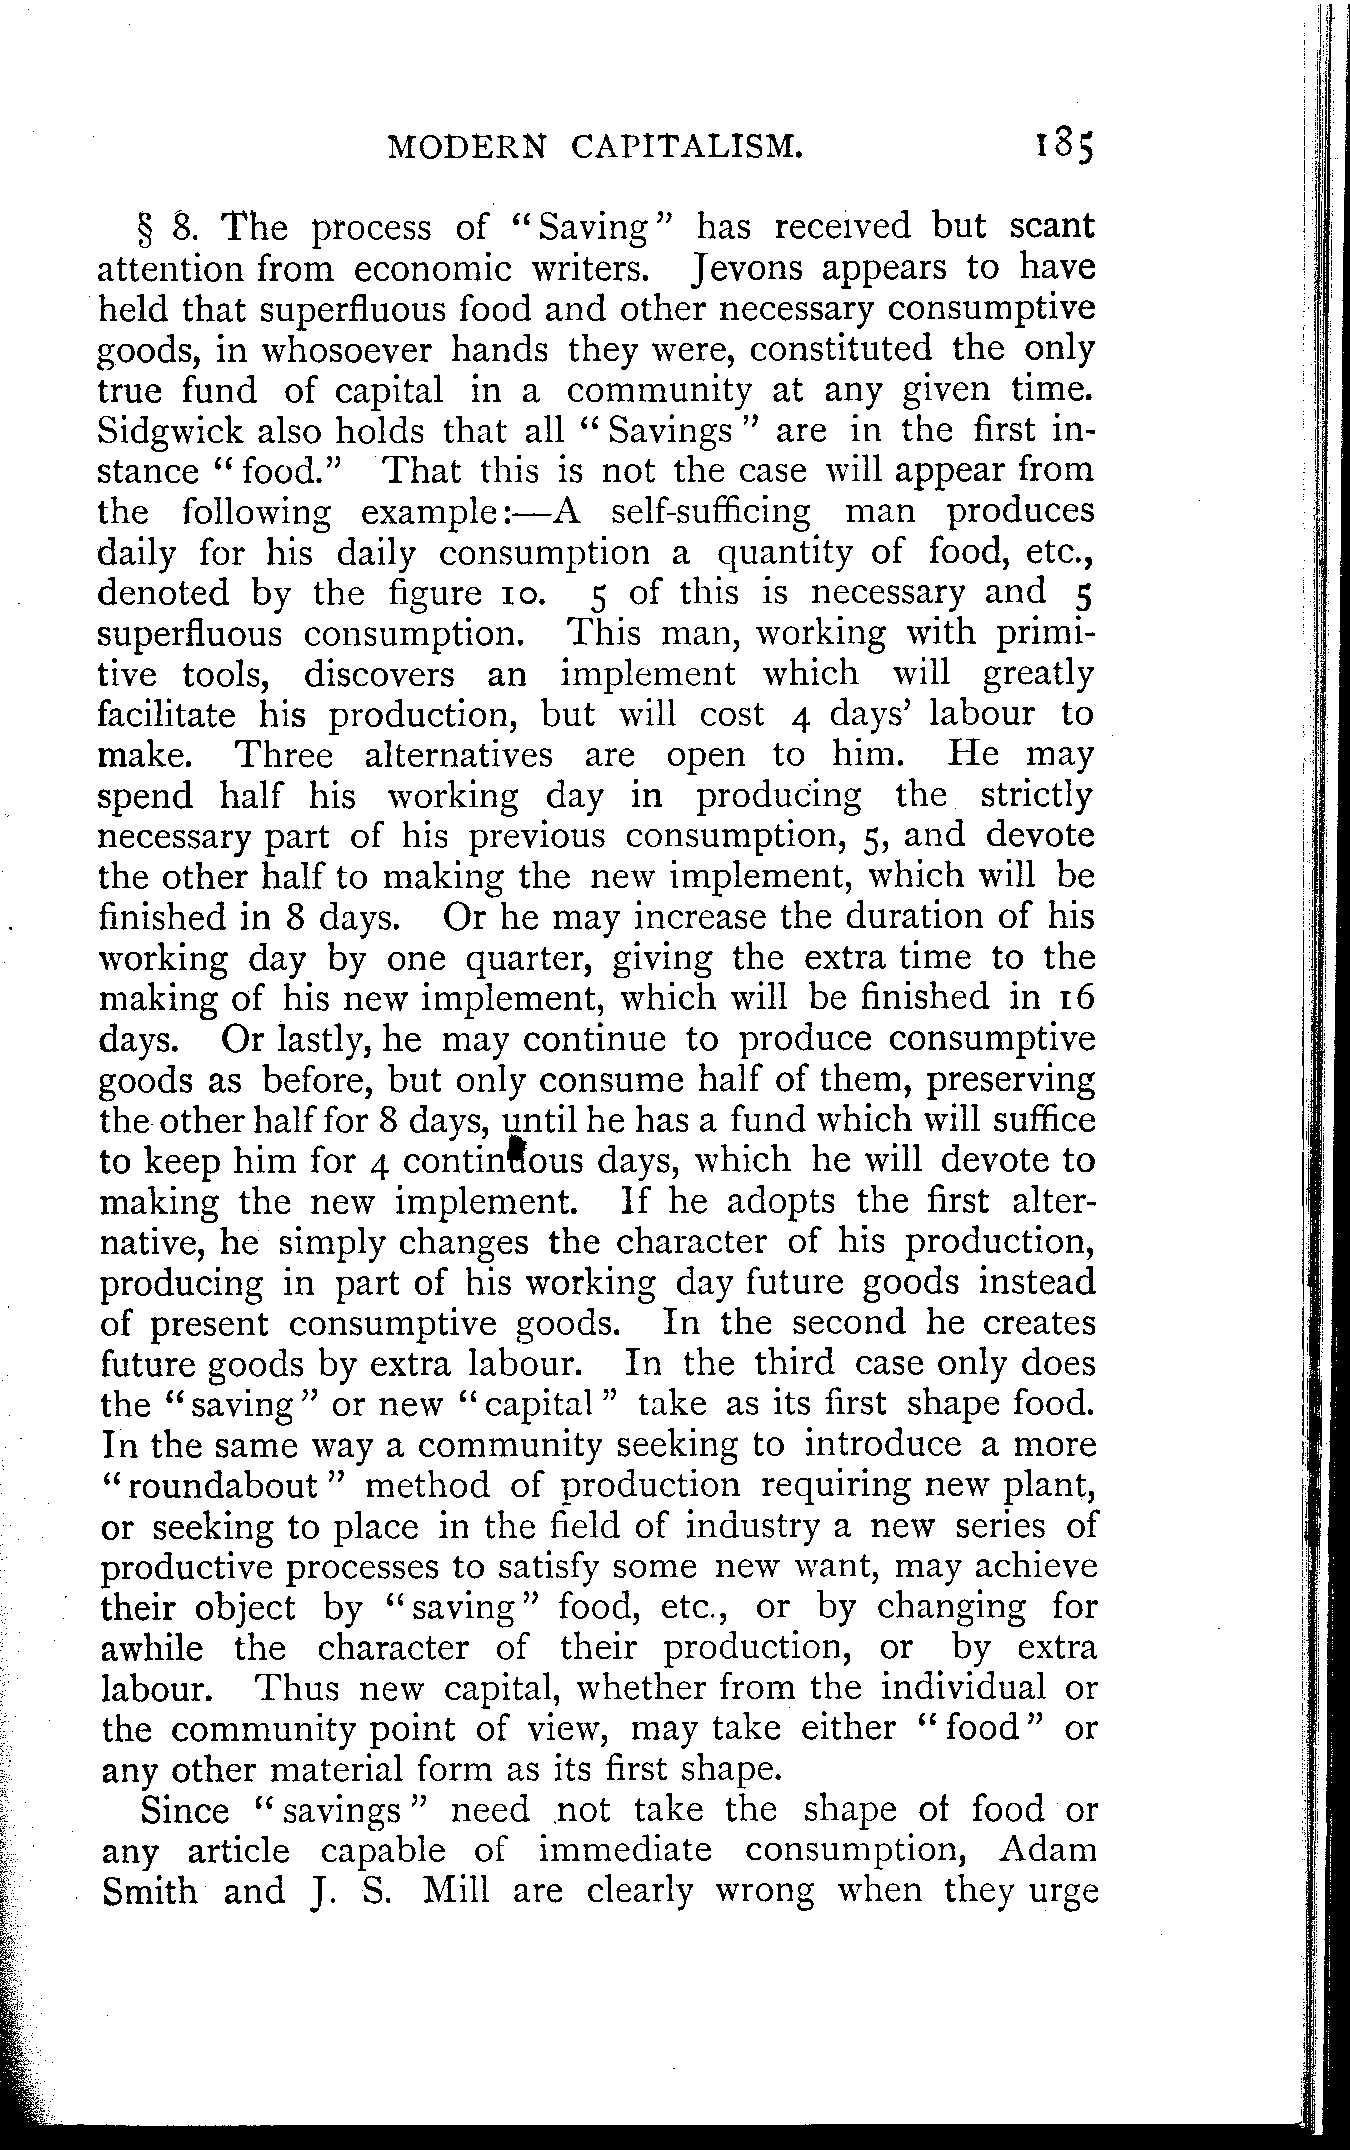 MODERN CAPITALISM. 185
§ 8. The process of "Saving" has received but scant
attention from economic writers. Jevons appears to have
held that superfluous food and other necessary consumptive
goods, in whosoever hands they were, constituted the only
true fund of capital in a community at any given time.
Sidgwick also holds that all "Savings" are in the first in-
stance "food." That this is not the case will appear from
the following example:—A self-sufficing man produces
daily for his daily consumption a quantity of food, etc.,
denoted by the figure 10. 5 of this is necessary and 5
superfluous consumption. This man, working with primi-
tive tools, discovers an implement which will greatly
facilitate his production, but will cost 4 days' labour to
make. Three alternatives are open to him. He may
spend half his working day in producing the strictly
necessary part of his previous consumption, 5, and devote
the other half to making the new implement, which will be
finished in 8 days. Or he may increase the duration of his
working day by one quarter, giving the extra time to the
making of his new implement, which will be finished in 16
days. Or lastly, he may continue to produce consumptive
goods as before, but only consume half of them, preserving
the other half for 8 days, until he has a fund which will suffice
to keep him for 4 continuous days, which he will devote to
making the new implement. If he adopts the first alter-
native, he simply changes the character of his production,
producing in part of his working day future goods instead
of present consumptive goods. In the second he creates
future goods by extra labour. In the third case only does
the "saving" or new "capital" take as its first shape food.
In the same way a community seeking to introduce a more
"roundabout" method of production requiring new plant,
or seeking to place in the field of industry a new series of
productive processes to satisfy some new want, may achieve
their object by "saving" food, etc., or by changing for
awhile the character of their production, or by extra
labour. Thus new capital, whether from the individual or
the community point of view, may take either "food" or
any other material form as its first shape.
Since "savings" need not take the shape of food or
any article capable of immediate consumption, Adam
Smith and J. S. Mill are clearly wrong when they urge